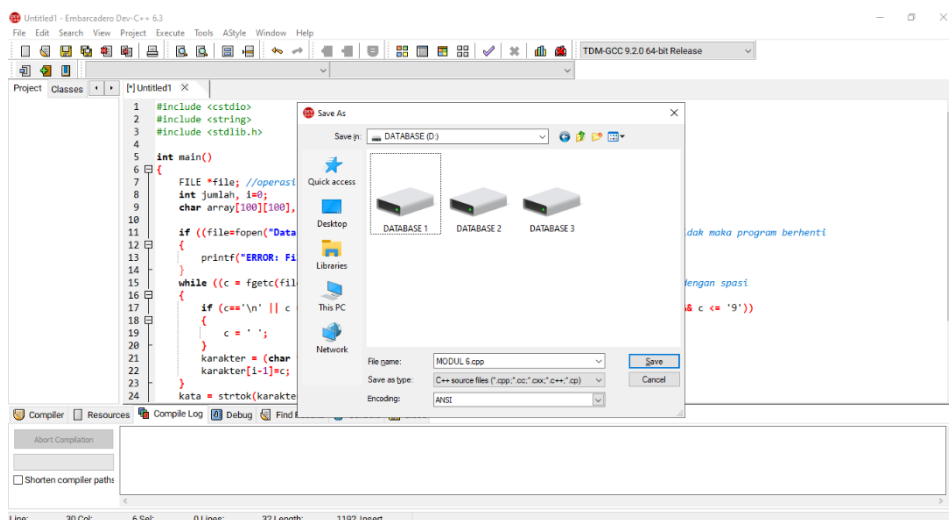 Untitled1 - Embarcadero Dev-C++ 6.3
File Edit Search View Project Execute Tools AStyle Window Help
TDM-GCC 9.2.0 64-bit Release
Project Classes [*] Untitled1
1 #include <cstdio>
2 #include <cstring>
3 #include <stdlib.h>
4
5 int main()
6 {
7 FILE *file; //operasi
8 int jumlah, i=0;
9 char array[100][100],
10
11 if ((file=fopen("Data dak maka program berhenti
12 {
13 printf("ERROR: Fi
14 }
15 while ((c = fgetc(fil dengan spasi
16 {
17 if (c=='\n' || c & c <= '9'))
18 {
19 c = ' ';
20 }
21 karakter = (char
22 karakter[i-1]=c;
23 }
24 kata = strtok(karakte
Save As
Save in: DATABASE (D:)
Quick access
Desktop
Libraries
This PC
Network
DATABASE 1 DATABASE 2 DATABASE 3
File name: MODUL 6.cpp Save
Save as type: C++ source files (*.cpp;*.cc;*.cxx;*.c++;*.cp) Cancel
Encoding: ANSI
Compiler Resources Compile Log Debug Find
Abort Compilation
Shorten compiler paths
Line: 30 Col: 6 Sel: 0 Lines: 32 Length: 1192 Insert